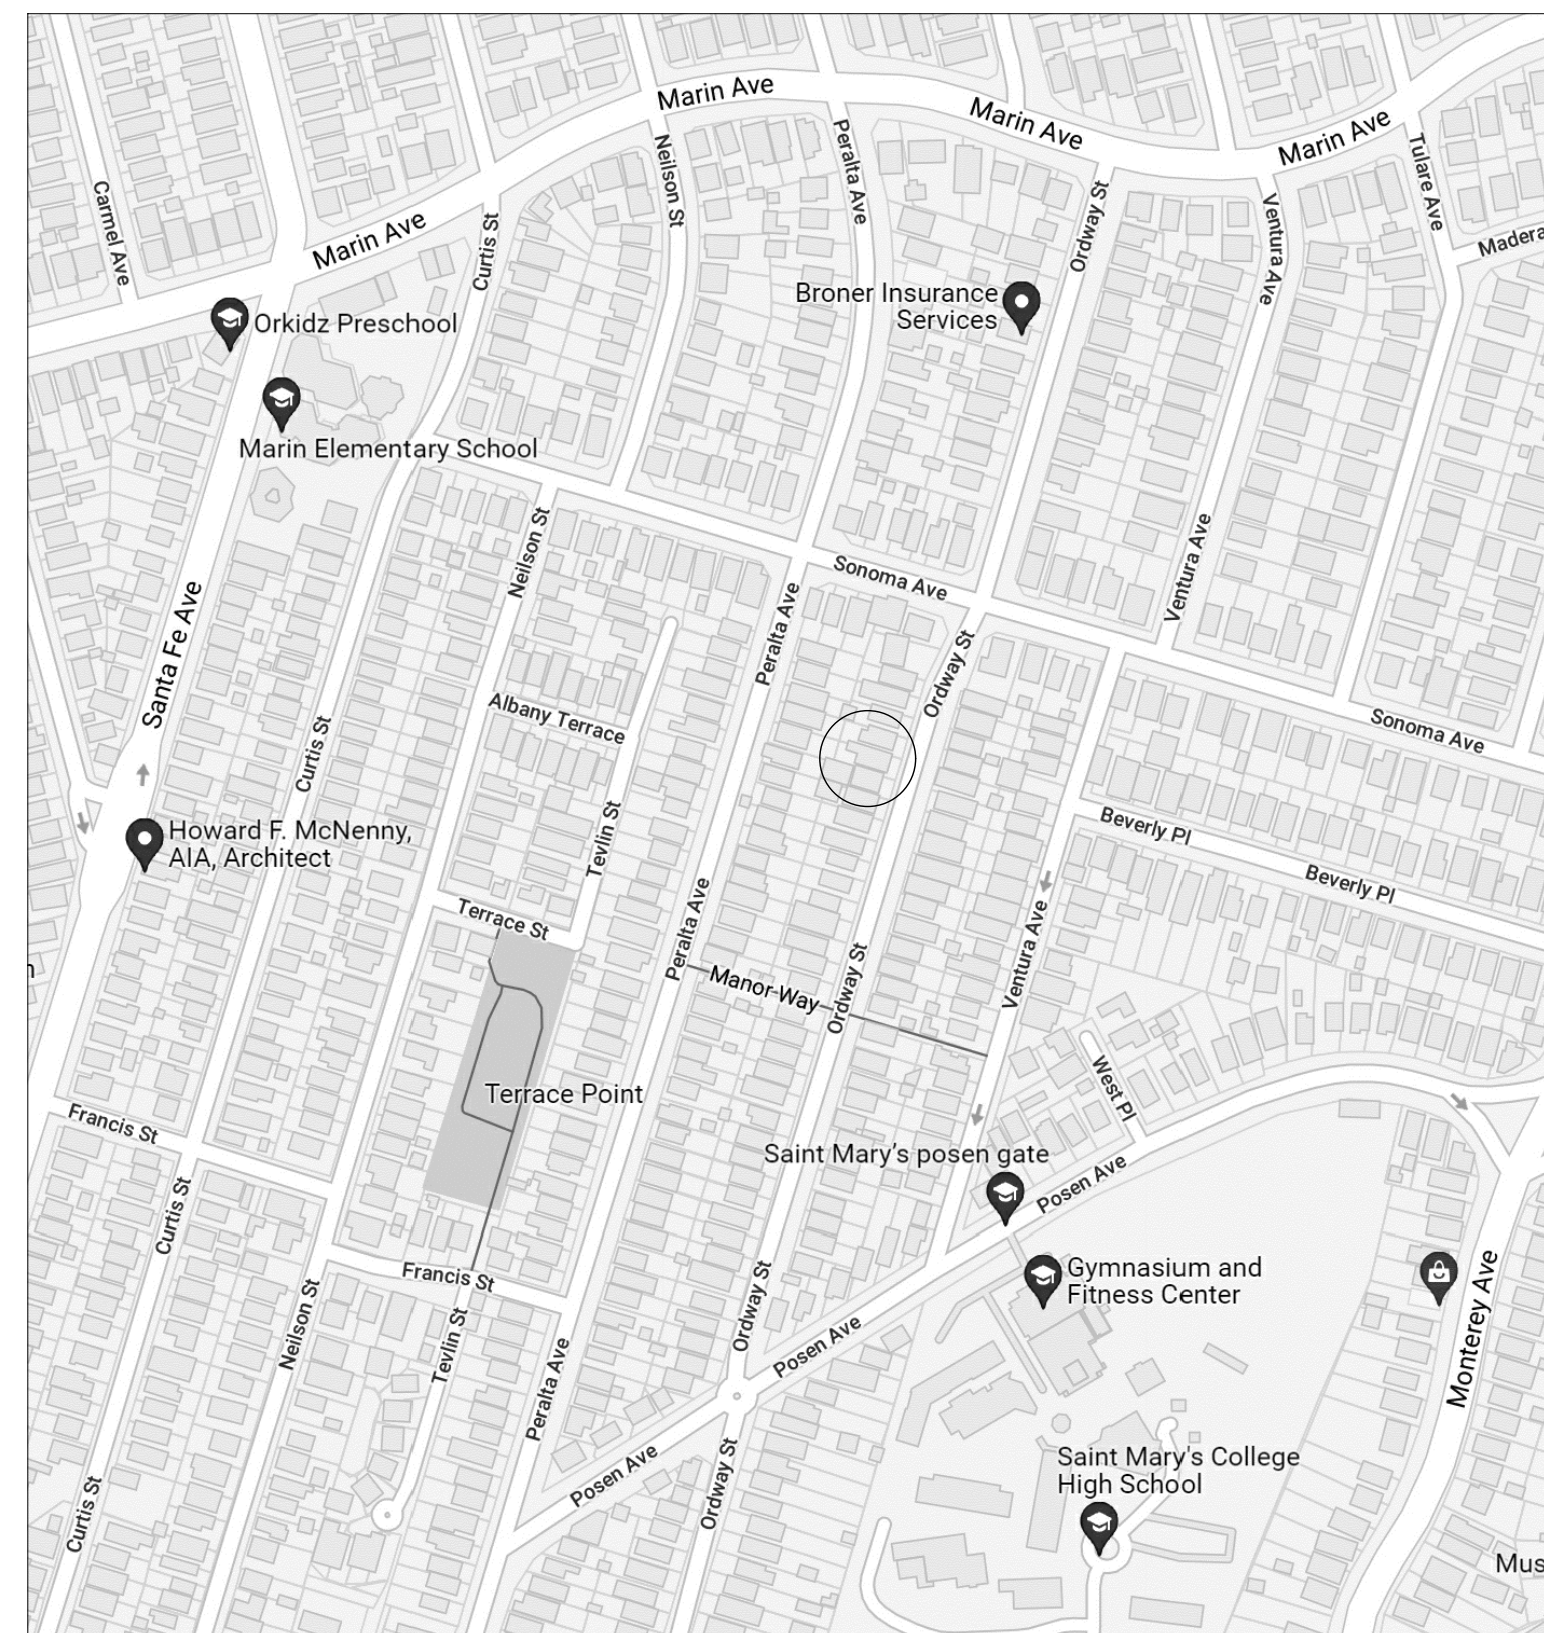 Marin Ave
Marin Ave
Marin Ave
Marin Ave
Neilson St
Peralta Ave
Tulare Ave
Carmel Ave
Ordway St
Ventura Ave
Curtis St
Madera
Broner Insurance
Services
Orkidz Preschool
Marin Elementary School
Neilson St
Sonoma Ave
Ventura Ave
Santa Fe Ave
Peralta Ave
Ordway St
Albany Terrace
Curtis St
Sonoma Ave
Howard F. McNenny,
AIA, Architect
Tevlin St
Beverly Pl
Beverly Pl
Terrace St
Peralta Ave
Ventura Ave
Manor Way
Ordway St
n
Terrace Point
West Pl
Francis St
Saint Mary's posen gate
Posen Ave
Curtis St
Francis St
Gymnasium and
Fitness Center
Neilson St
Ordway St
Monterey Ave
Tevlin St
Posen Ave
Peralta Ave
Posen Ave
Ordway St
Saint Mary's College
High School
Curtis St
Mus